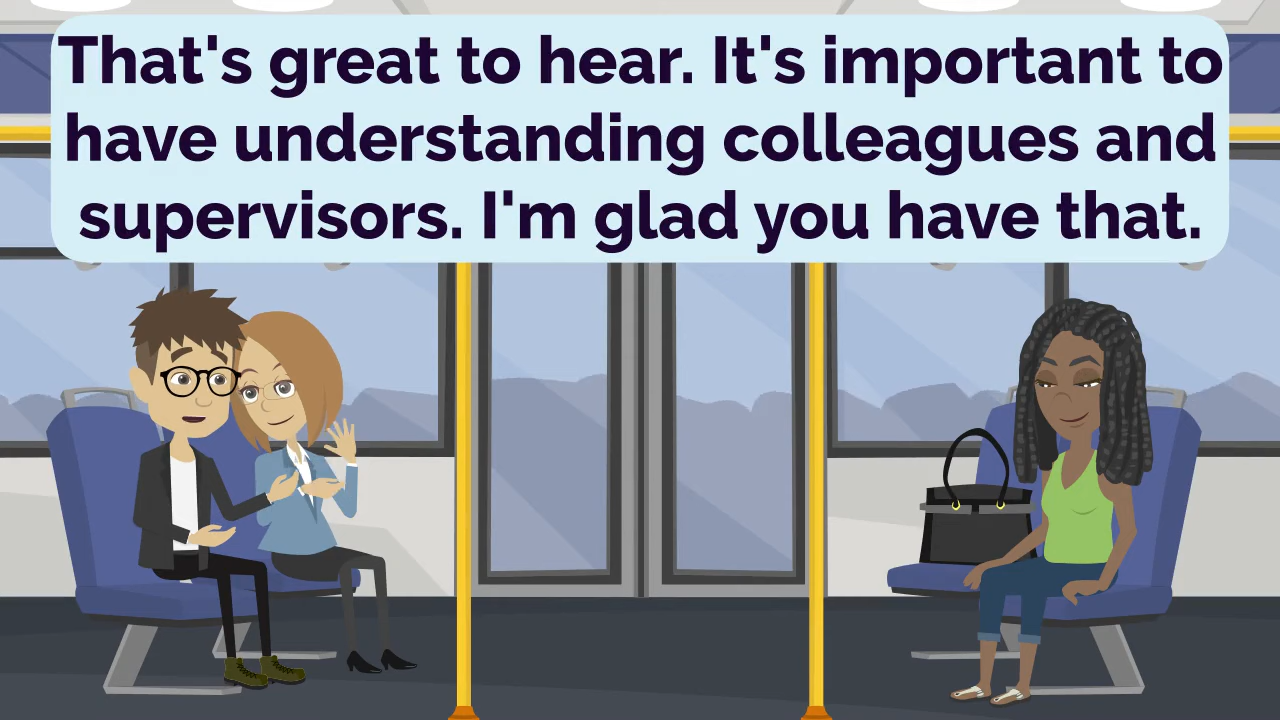 That's great to hear. It's important to
have understanding colleagues and
supervisors. I'm glad you have that.